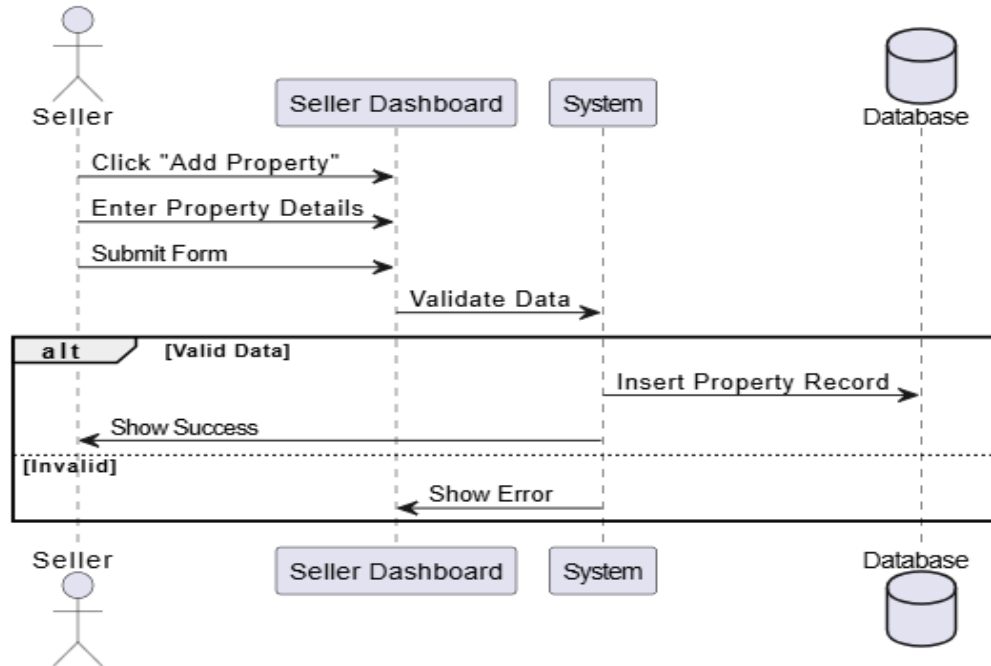 Seller
Seller Dashboard
System
Database
Click "Add Property"
Enter Property Details
Submit Form
Validate Data
alt
[Valid Data]
Insert Property Record
Show Success
[Invalid]
Show Error
Seller
Seller Dashboard
System
Database